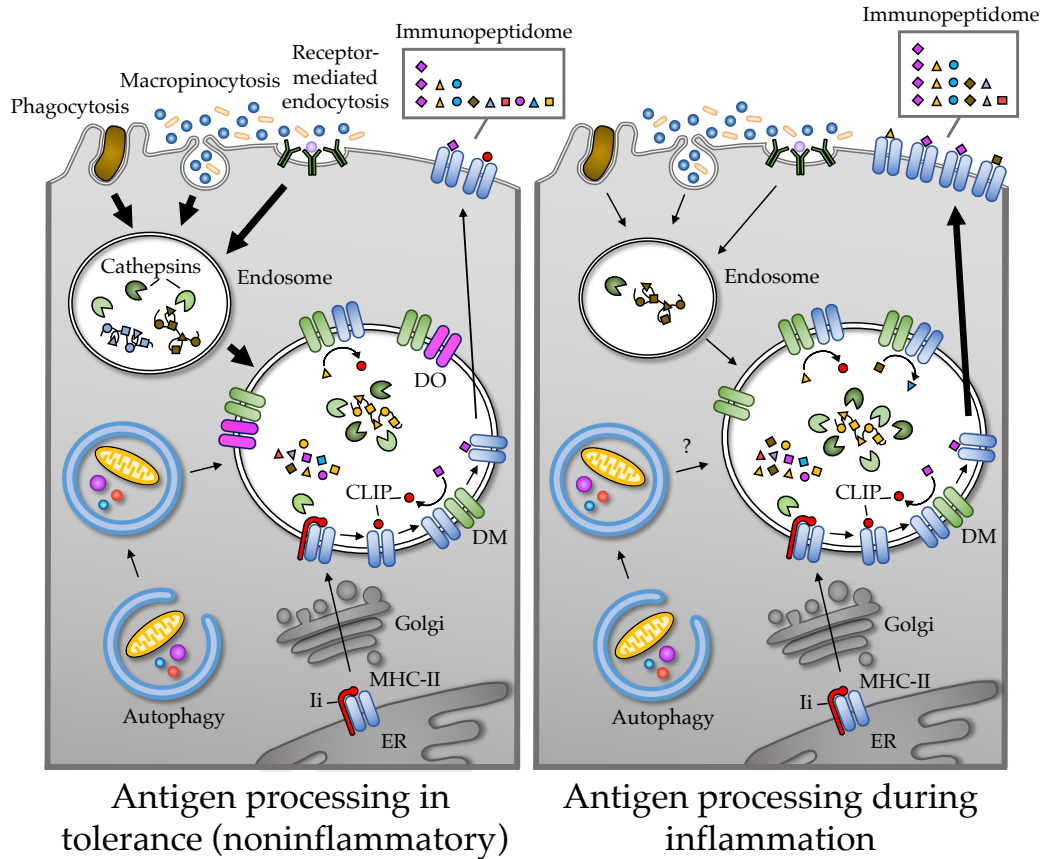 Immunopeptidome
Receptor-
mediated
endocytosis
Macropinocytosis
Phagocytosis
Cathepsins
Endosome
DO
CLIP
DM
Golgi
MHC-II
Ii
Autophagy
ER
Antigen processing in
tolerance (noninflammatory)
Immunopeptidome
Endosome
?
CLIP
DM
Golgi
MHC-II
Ii
Autophagy
ER
Antigen processing during
inflammation